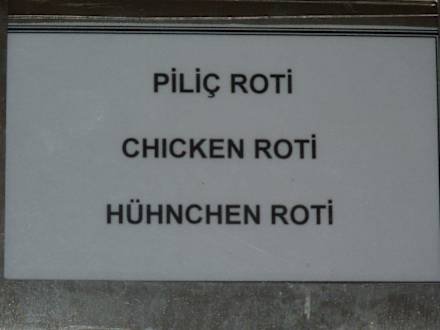 PİLİÇ ROTİ
CHICKEN ROTİ
HÜHNCHEN ROTİ